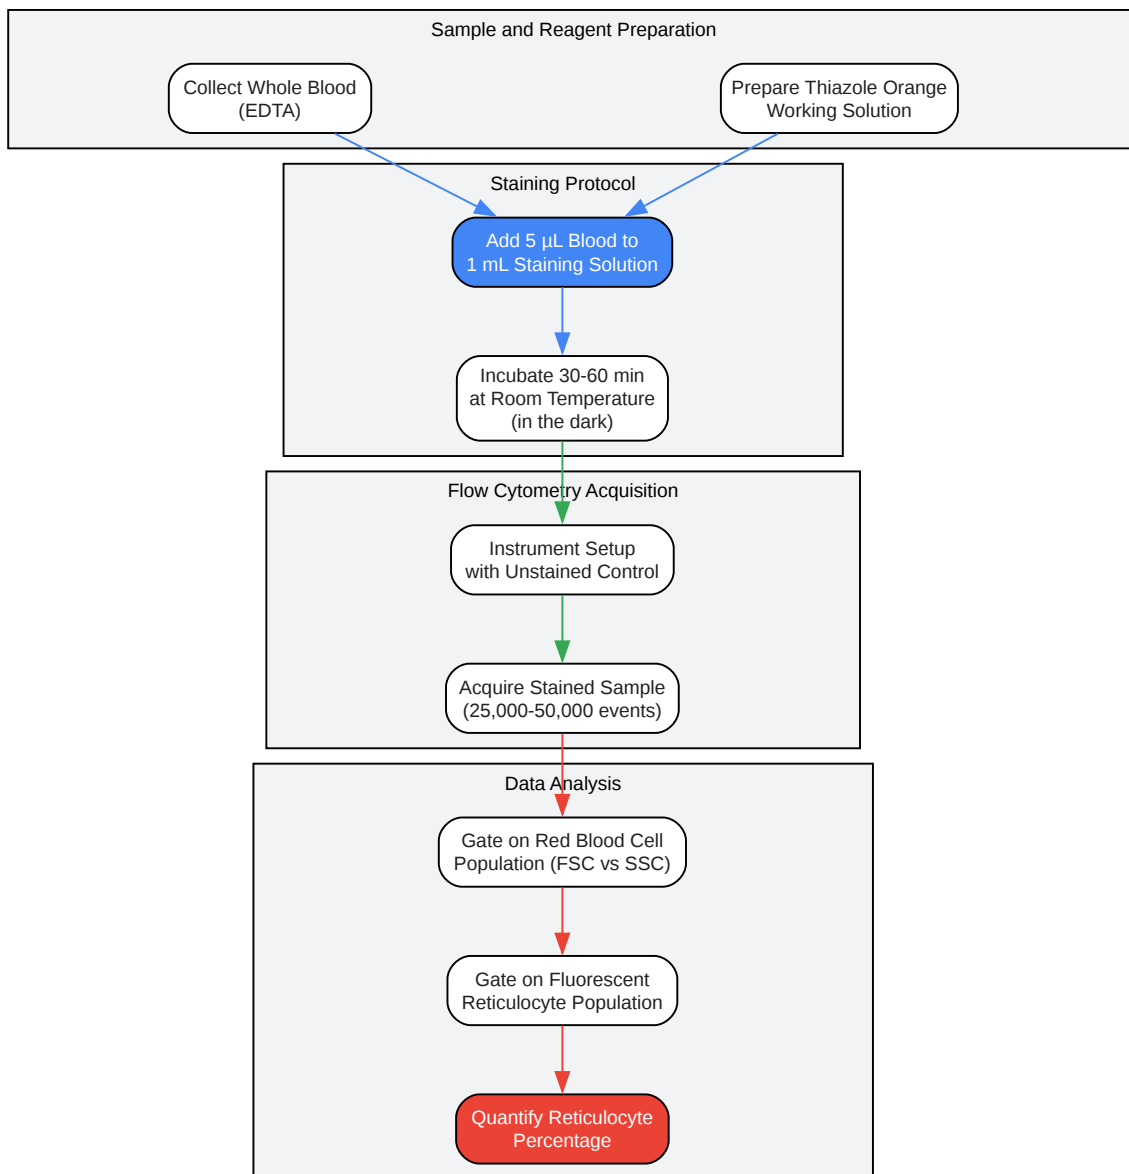 Sample and Reagent Preparation
Collect Whole Blood
(EDTA)
Prepare Thiazole Orange
Working Solution
Staining Protocol
Add 5 µL Blood to
1 mL Staining Solution
Incubate 30-60 min
at Room Temperature
(in the dark)
Flow Cytometry Acquisition
Instrument Setup
with Unstained Control
Acquire Stained Sample
(25,000-50,000 events)
Data Analysis
Gate on Red Blood Cell
Population (FSC vs SSC)
Gate on Fluorescent
Reticulocyte Population
Quantify Reticulocyte
Percentage